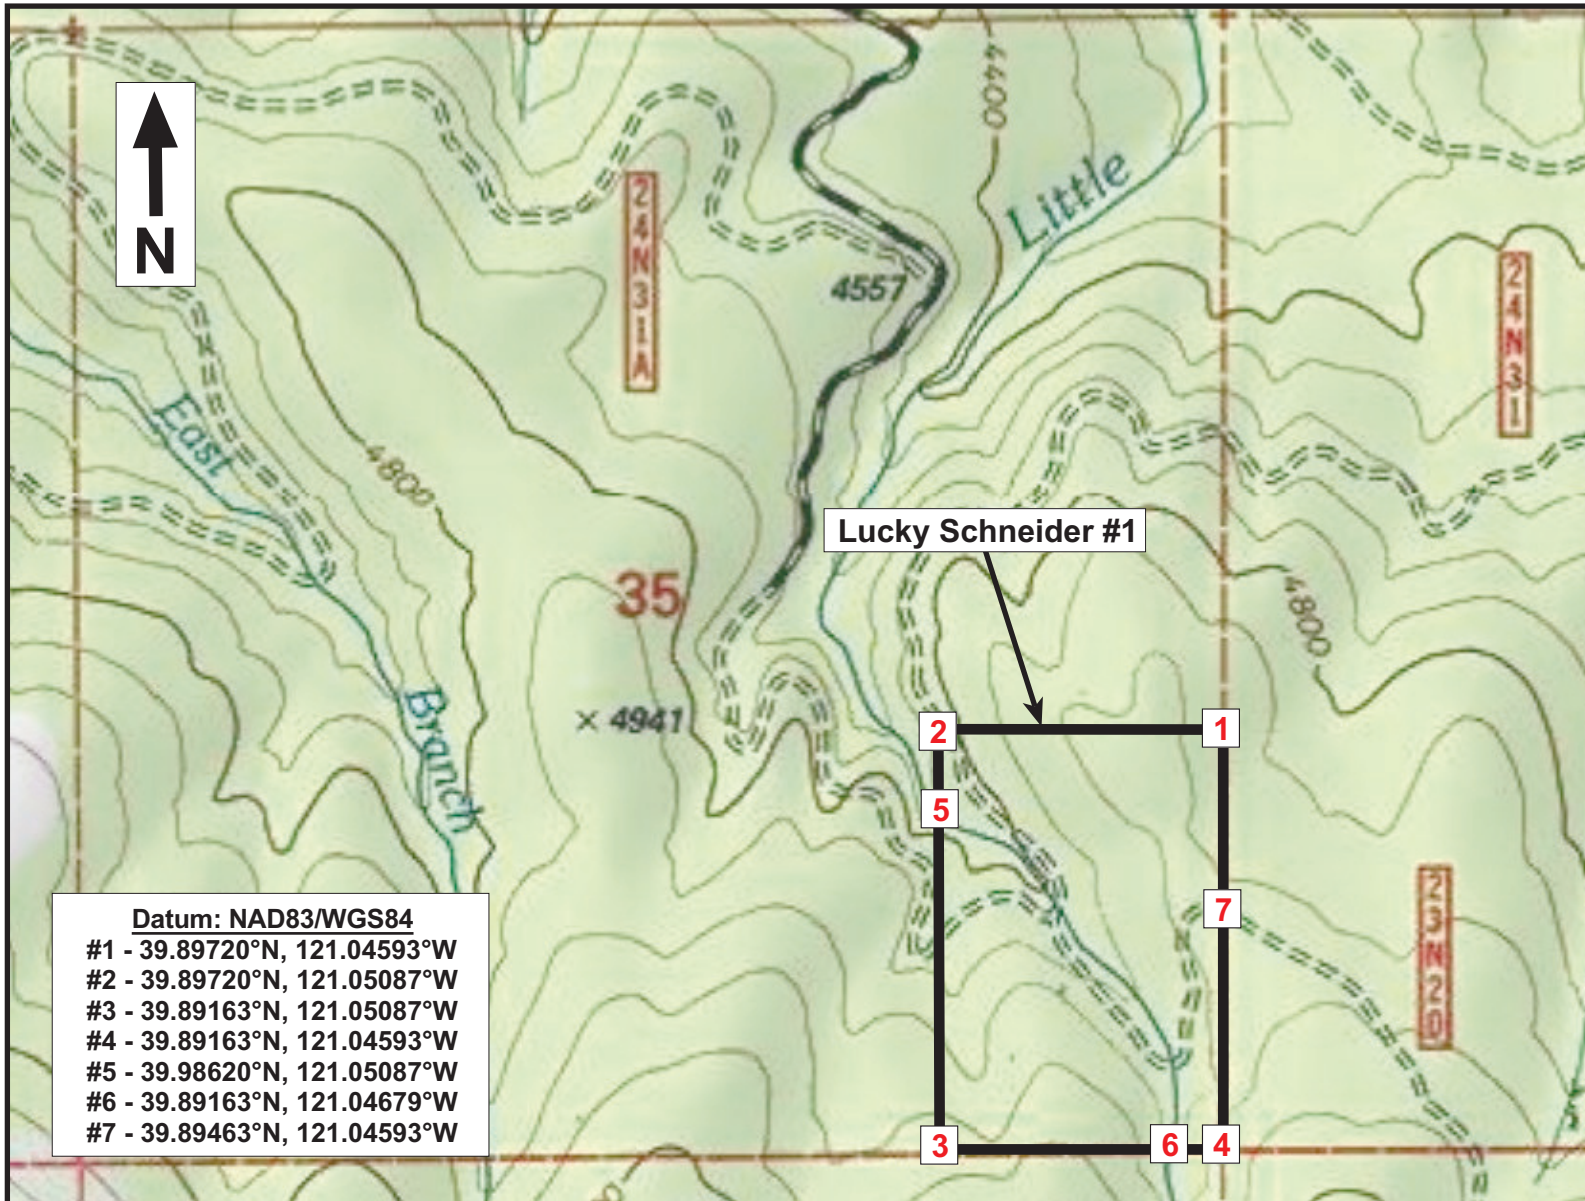 N
24N31A
4400
Little
4557
24N31
East
4800
Lucky Schneider #1
35
4800
× 4941
Branch
2
1
5
7
23N20
3
6
4
Datum: NAD83/WGS84
#1 - 39.89720°N, 121.04593°W
#2 - 39.89720°N, 121.05087°W
#3 - 39.89163°N, 121.05087°W
#4 - 39.89163°N, 121.04593°W
#5 - 39.98620°N, 121.05087°W
#6 - 39.89163°N, 121.04679°W
#7 - 39.89463°N, 121.04593°W